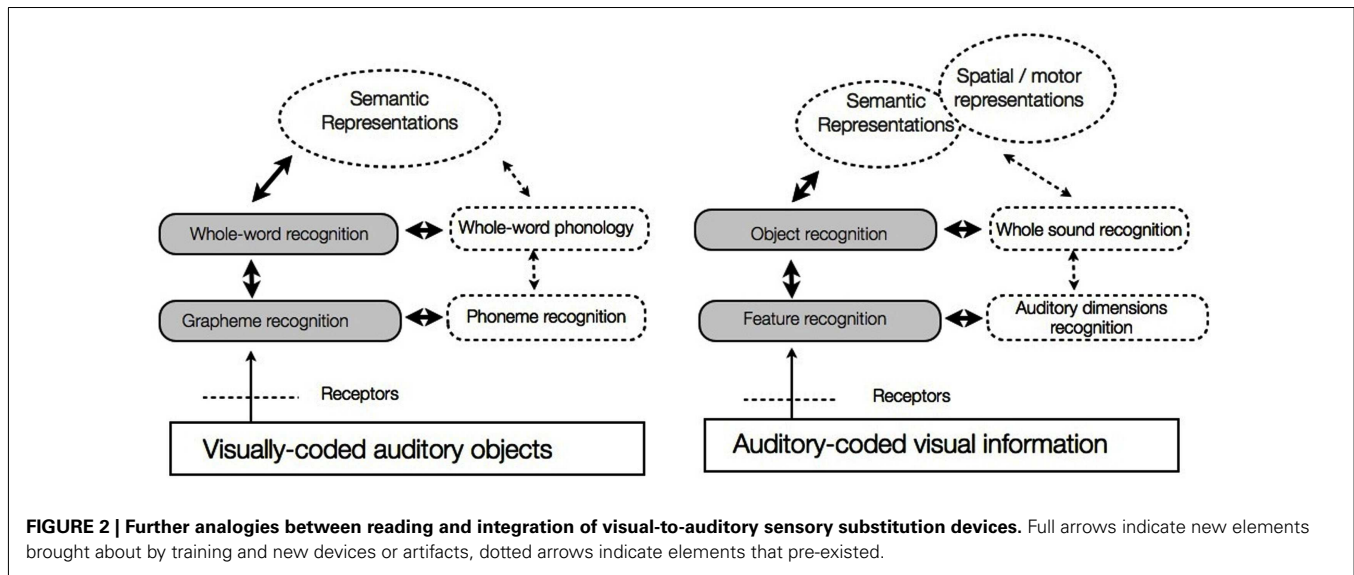 Semantic
Representations
Whole-word recognition
Whole-word phonology
Grapheme recognition
Phoneme recognition
Receptors
Visually-coded auditory objects
Spatial / motor
representations
Semantic
Representations
Object recognition
Whole sound recognition
Feature recognition
Auditory dimensions
recognition
Receptors
Auditory-coded visual information
FIGURE 2 | Further analogies between reading and integration of visual-to-auditory sensory substitution devices. Full arrows indicate new elements
brought about by training and new devices or artifacts, dotted arrows indicate elements that pre-existed.